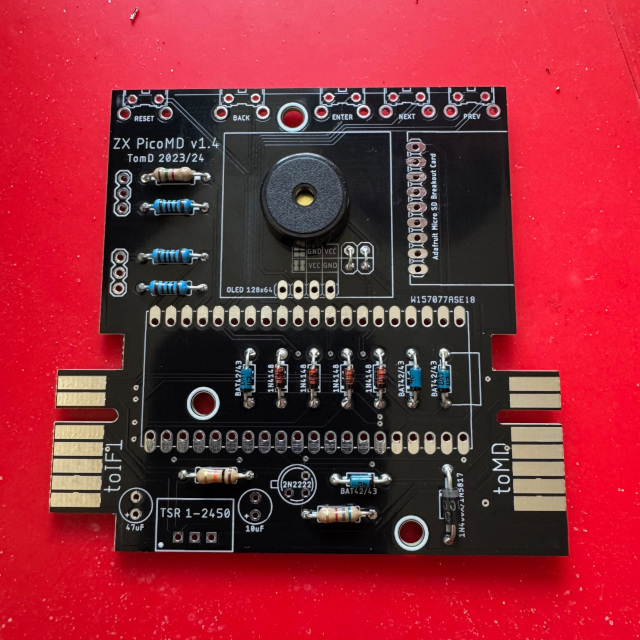 RESET
BACK
ENTER
NEXT
PREV
ZX PicoMD v1.4
TomD 2023/24
Adafruit Micro SD Breakout Card
GND VCC
VCC GND
OLED 128x64
W157077ASE18
BAT42/43
1N4148
1N4148
1N4148
1N4148
BAT42/43
BAT42/43
toIF1
toMD
2N2222
BAT42/43
47uF
TSR 1-2450
10uF